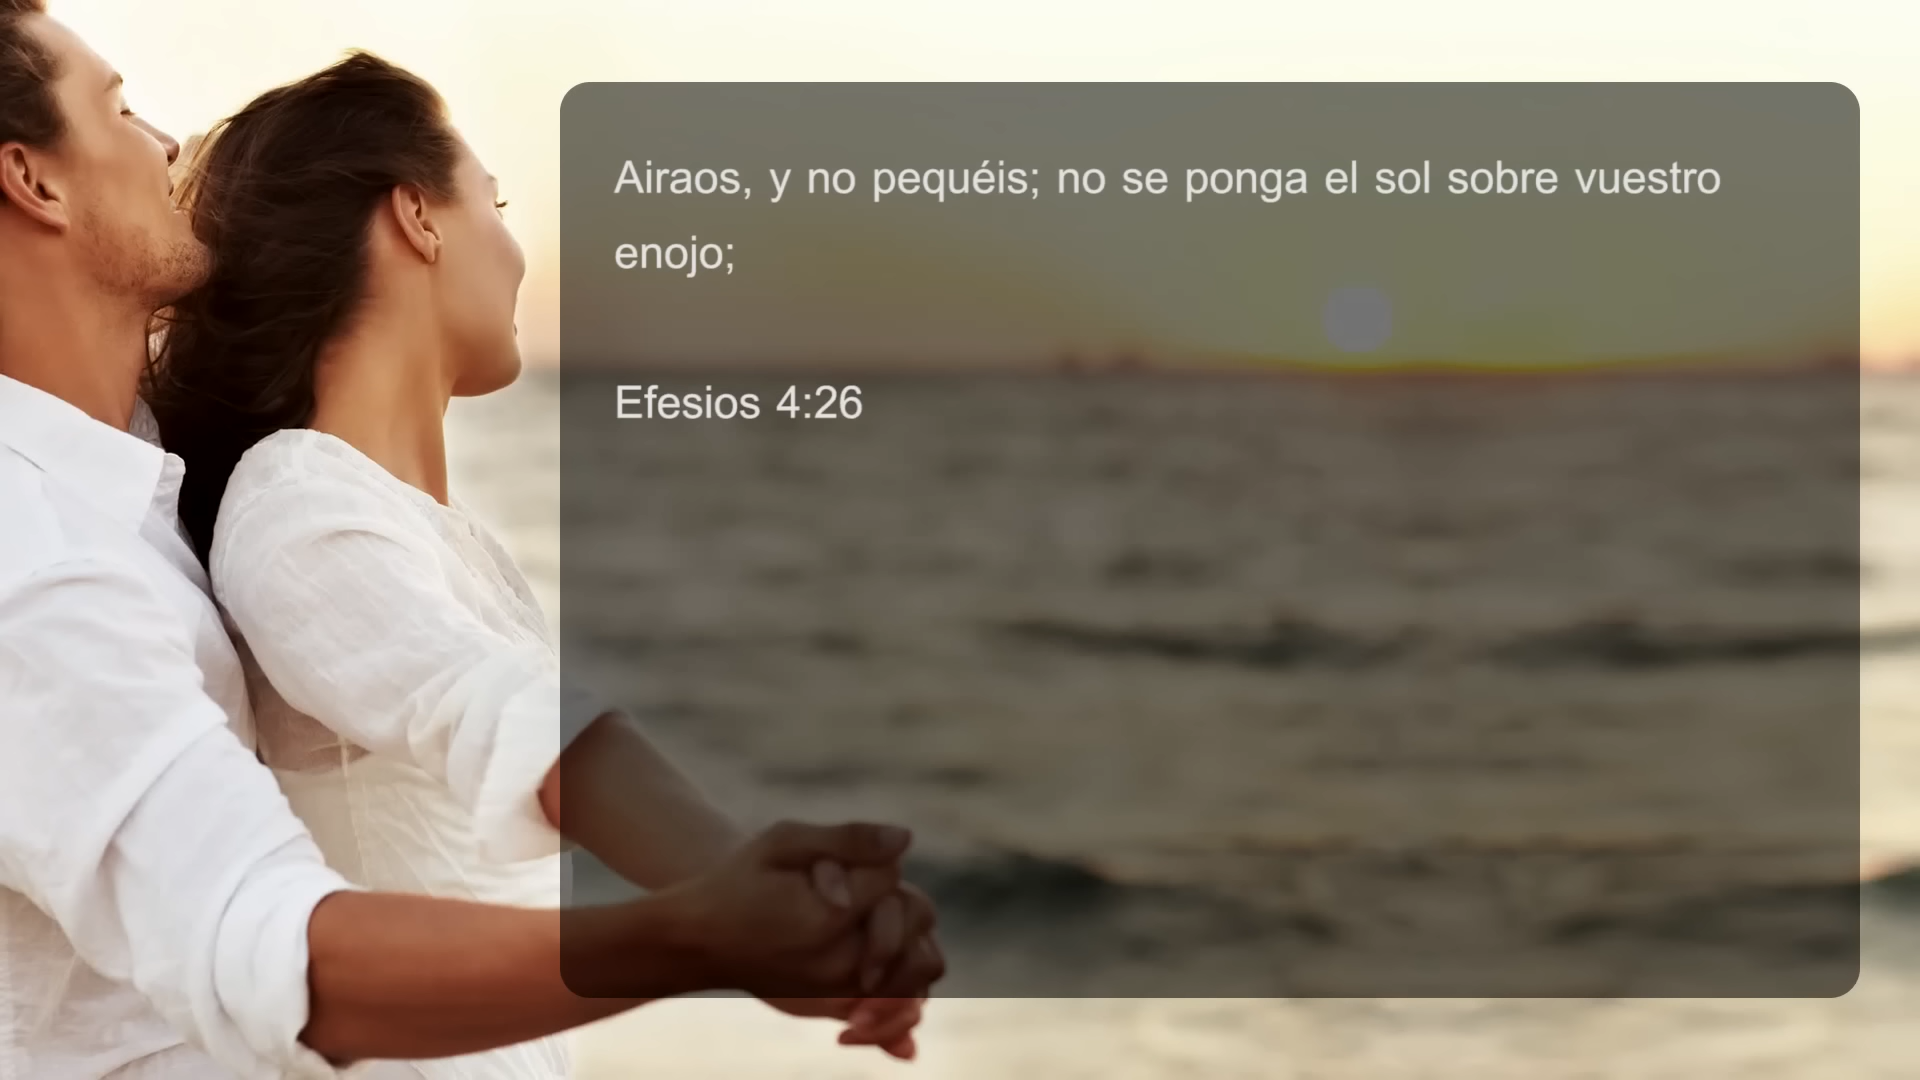 Airaos, y no pequéis; no se ponga el sol sobre vuestro
enojo;
Efesios 4:26